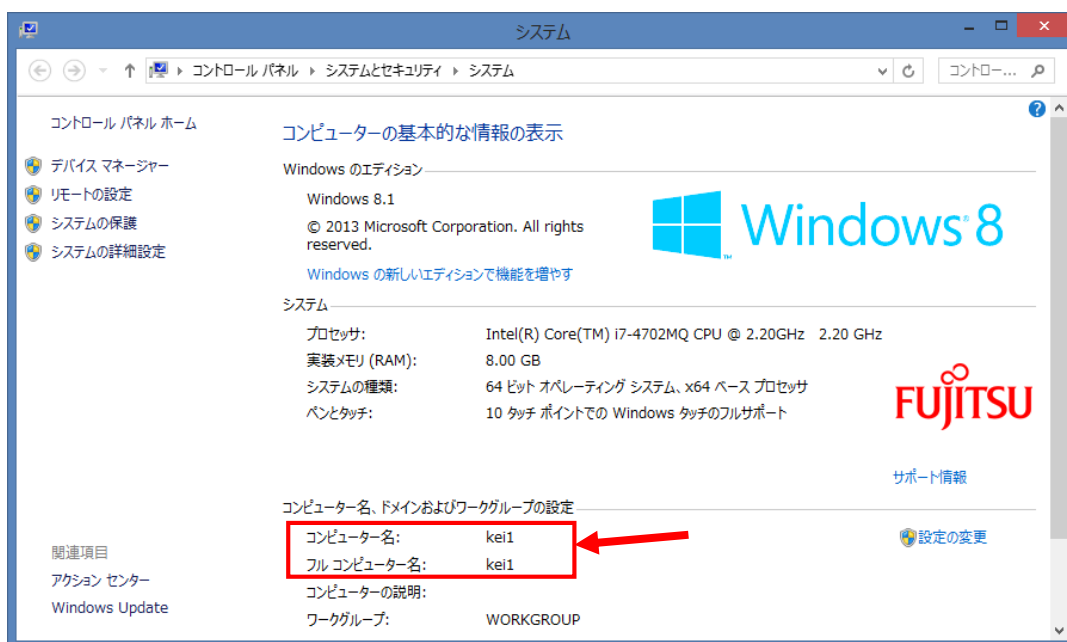 システム
コントロール パネル ▸ システムとセキュリティ ▸ システム
コントロー...
コントロール パネル ホーム
デバイス マネージャー
リモートの設定
システムの保護
システムの詳細設定
関連項目
アクション センター
Windows Update
コンピューターの基本的な情報の表示
Windows のエディション
Windows 8.1
© 2013 Microsoft Corporation. All rights
reserved.
Windows の新しいエディションで機能を増やす
Windows® 8
™
システム
プロセッサ: Intel(R) Core(TM) i7-4702MQ CPU @ 2.20GHz 2.20 GHz
実装メモリ (RAM): 8.00 GB
システムの種類: 64 ビット オペレーティング システム、x64 ベース プロセッサ
ペンとタッチ: 10 タッチ ポイントでの Windows タッチのフルサポート
FUJITSU
サポート情報
コンピューター名、ドメインおよびワークグループの設定
コンピューター名: kei1
設定の変更
フル コンピューター名: kei1
コンピューターの説明:
ワークグループ: WORKGROUP